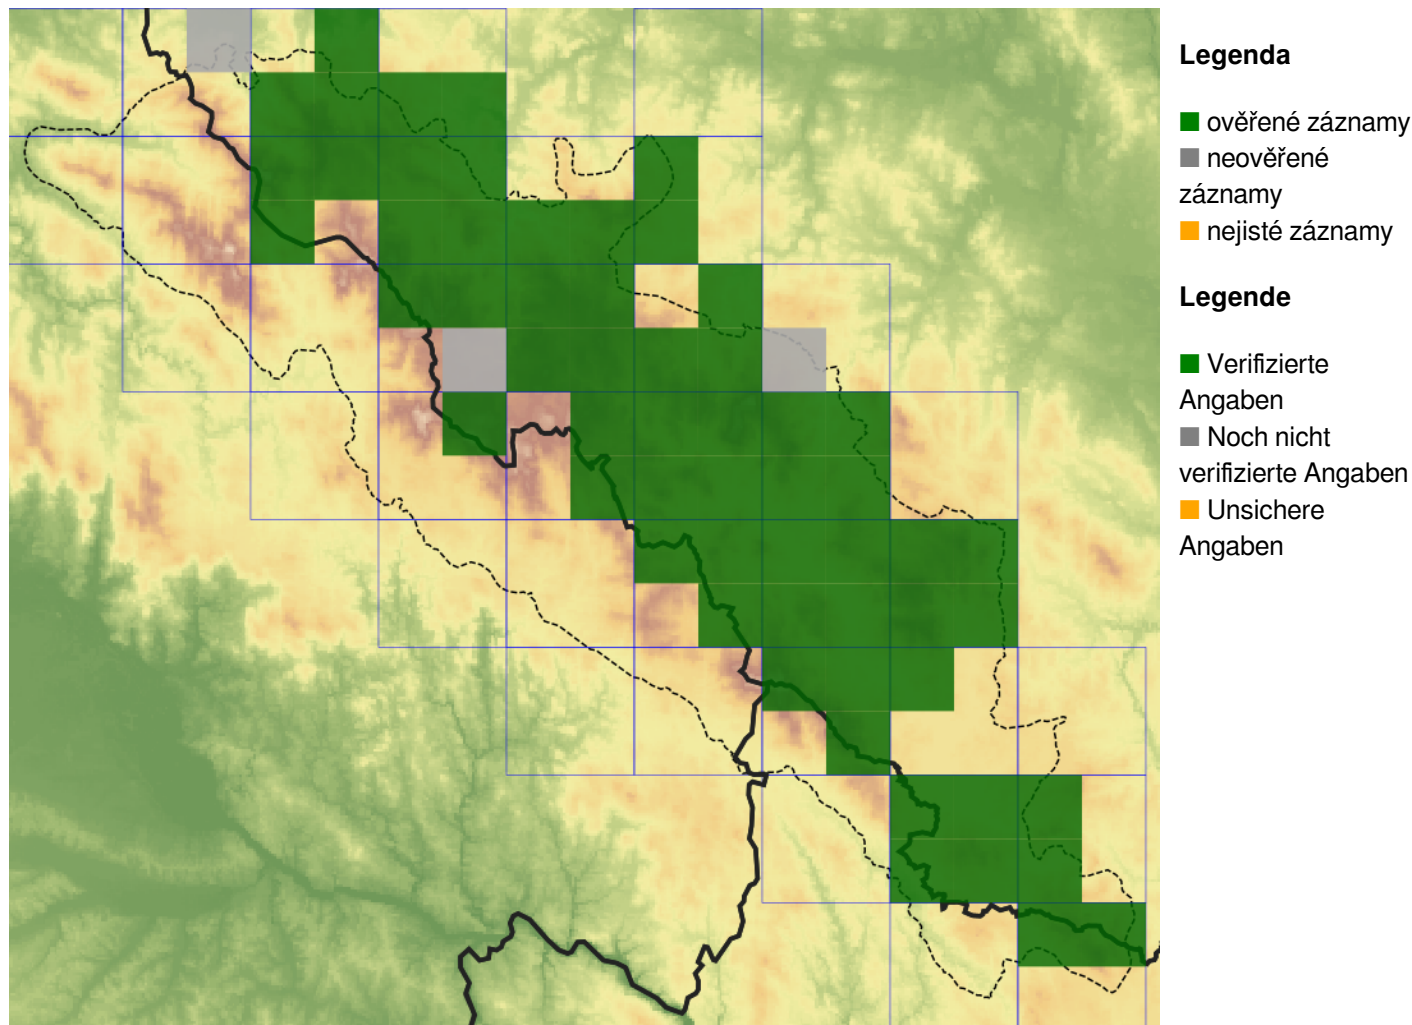 Legenda
ověřené záznamy
neověřené
záznamy
nejisté záznamy
Legende
Verifizierte
Angaben
Noch nicht
verifizierte Angaben
Unsichere
Angaben